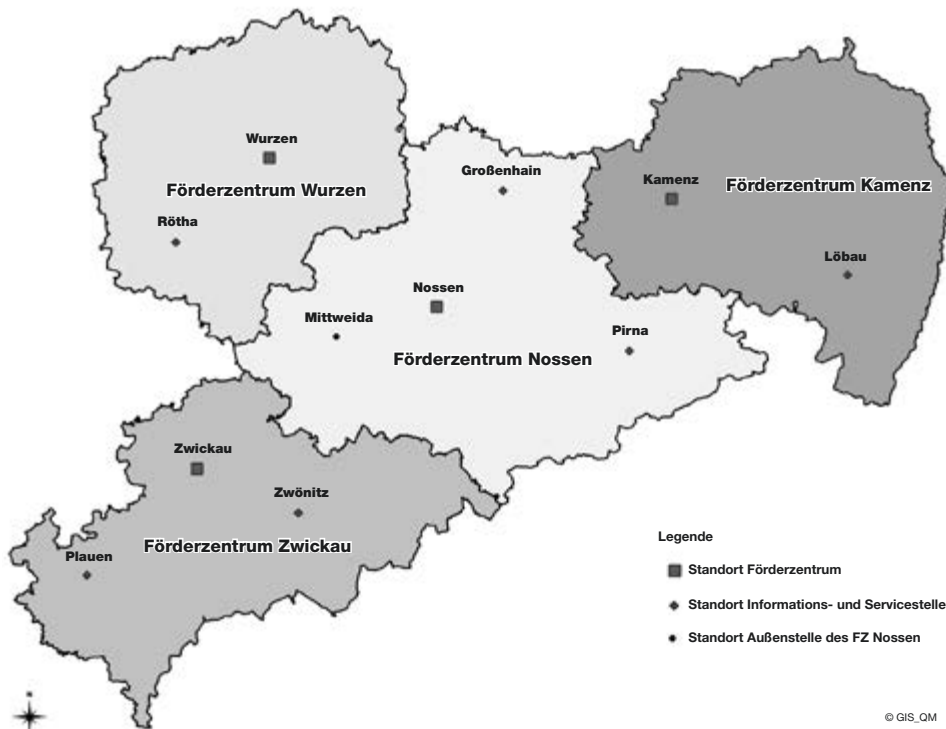 Wurzen
Förderzentrum Wurzen
Rötha
Großenhain
Kamenz
Förderzentrum Kamenz
Löbau
Nossen
Mittweida
Pirna
Förderzentrum Nossen
Zwickau
Zwönitz
Förderzentrum Zwickau
Plauen
Legende
Standort Förderzentrum
Standort Informations- und Servicestelle
Standort Außenstelle des FZ Nossen
© GIS_QM